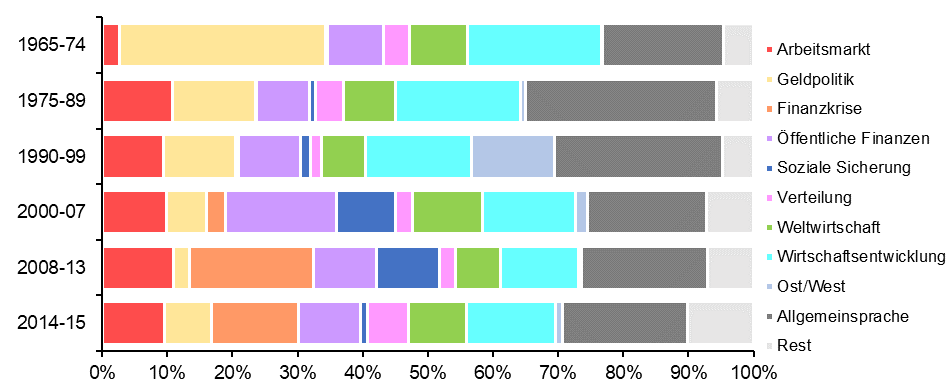 1965-74
1975-89
1990-99
2000-07
2008-13
2014-15
0% 10% 20% 30% 40% 50% 60% 70% 80% 90% 100%
Arbeitsmarkt
Geldpolitik
Finanzkrise
Öffentliche Finanzen
Soziale Sicherung
Verteilung
Weltwirtschaft
Wirtschaftsentwicklung
Ost/West
Allgemeinsprache
Rest